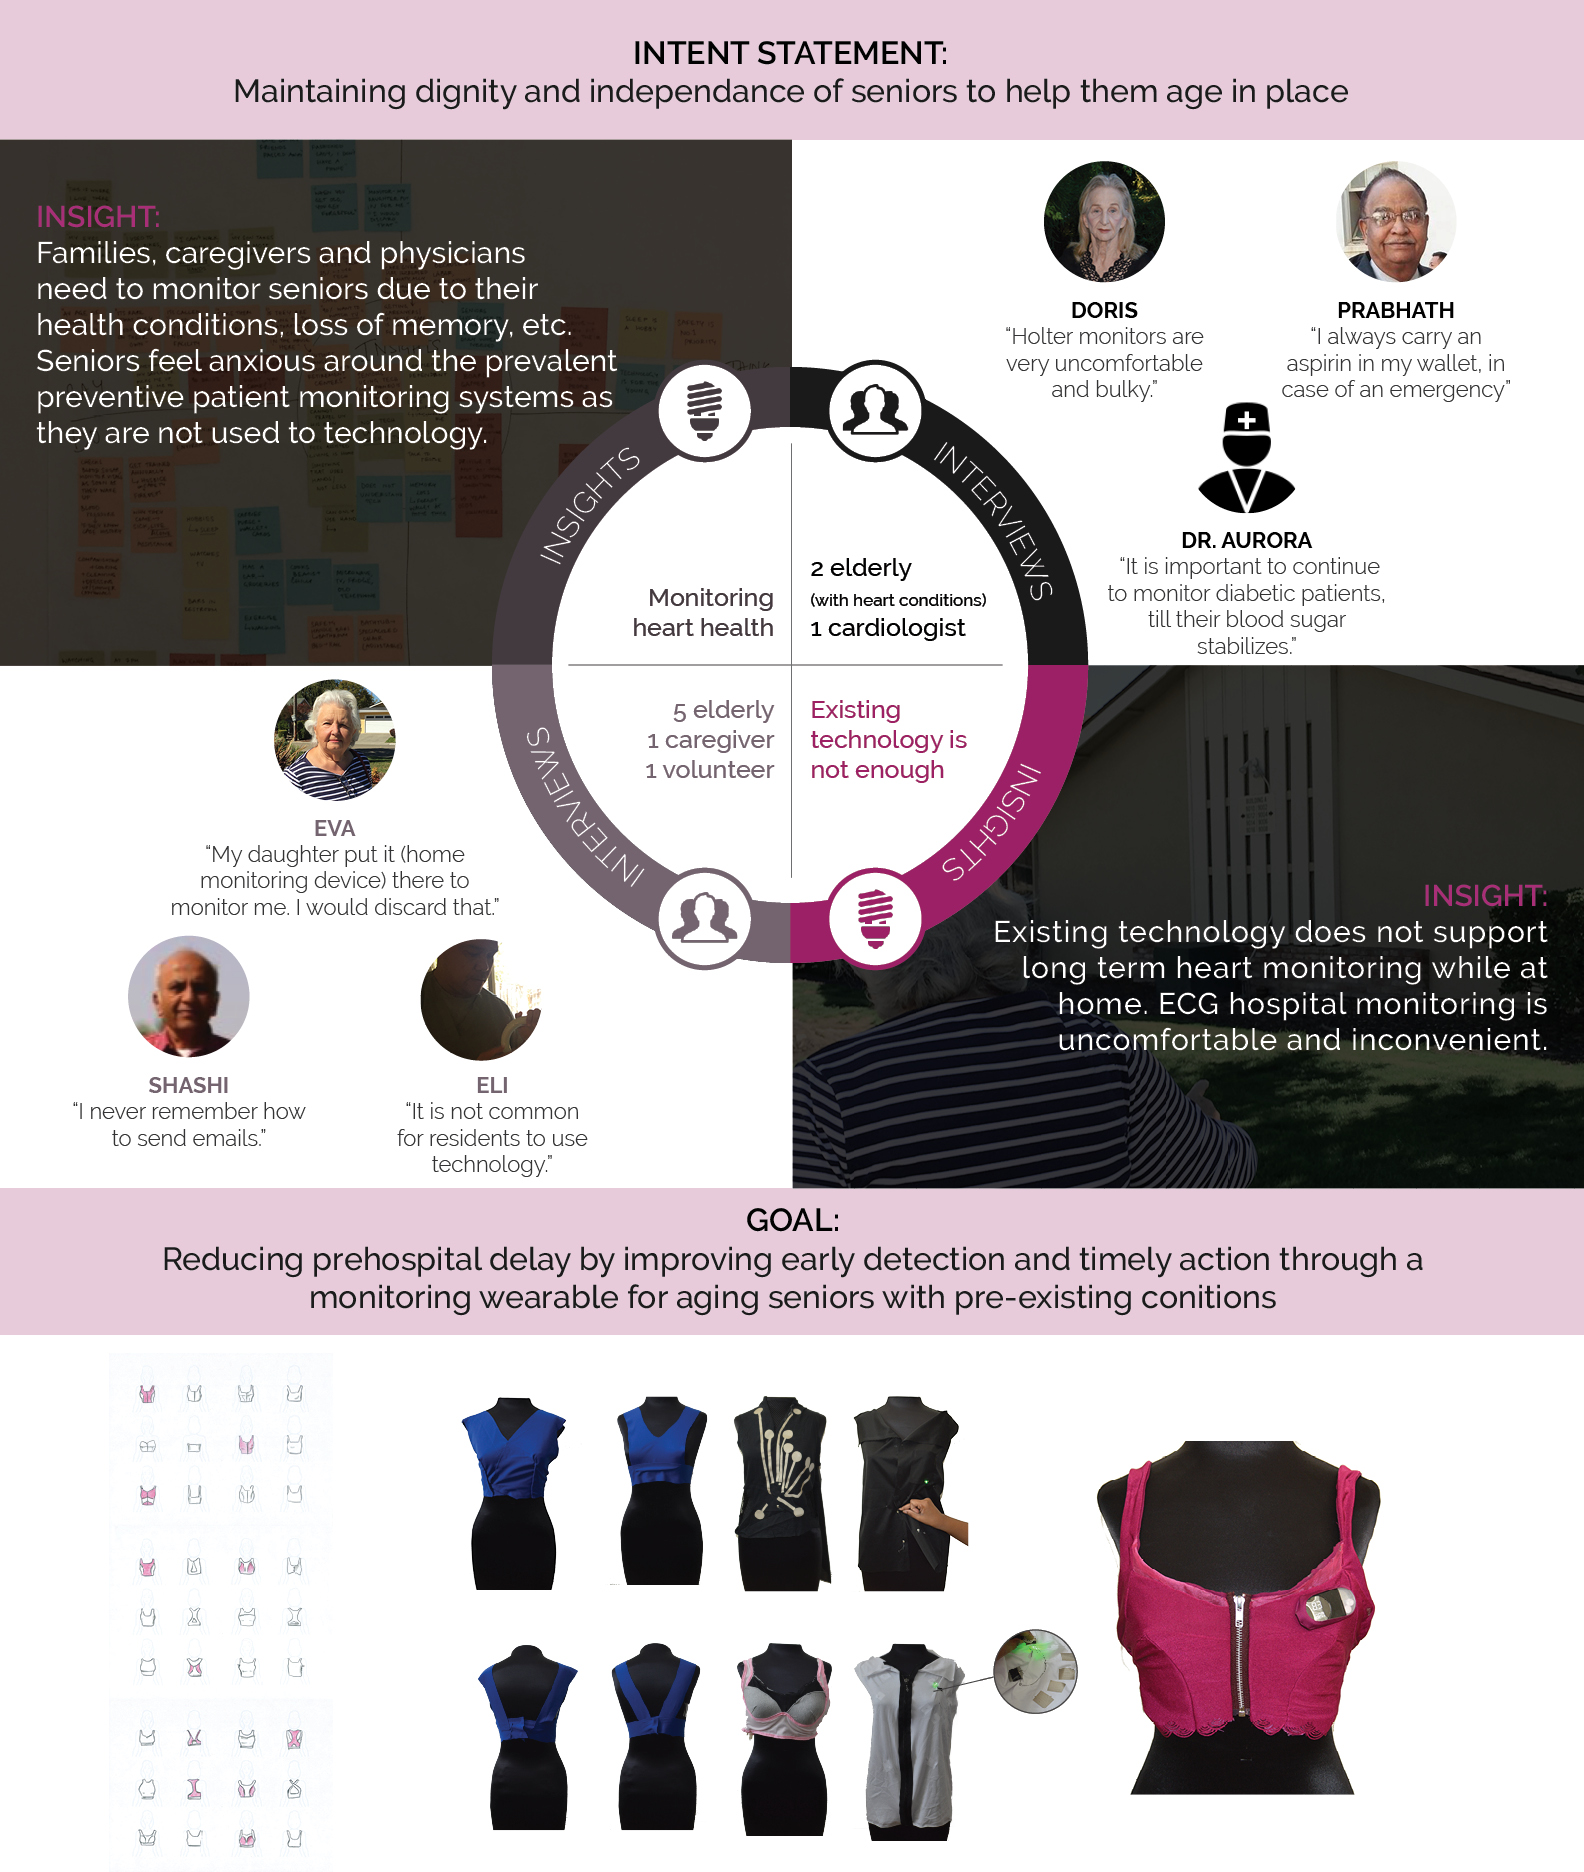 INTENT STATEMENT:
Maintaining dignity and independance of seniors to help them age in place
INSIGHT:
Families, caregivers and physicians
need to monitor seniors due to their
health conditions, loss of memory, etc.
Seniors feel anxious around the prevalent
preventive patient monitoring systems as
they are not used to technology.
DORIS
“Holter monitors are
very uncomfortable
and bulky.”
PRABHATH
“I always carry an
aspirin in my wallet, in
case of an emergency”
DR. AURORA
“It is important to continue
to monitor diabetic patients,
till their blood sugar
stabilizes.”
INSIGHTS
INTERVIEWS
Monitoring
heart health
2 elderly
(with heart conditions)
1 cardiologist
5 elderly
1 caregiver
1 volunteer
Existing
technology is
not enough
INTERVIEWS
INSIGHTS
EVA
“My daughter put it (home
monitoring device) there to
monitor me. I would discard that.”
SHASHI
“I never remember how
to send emails.”
ELI
“It is not common
for residents to use
technology.”
INSIGHT:
Existing technology does not support
long term heart monitoring while at
home. ECG hospital monitoring is
uncomfortable and inconvenient.
GOAL:
Reducing prehospital delay by improving early detection and timely action through a
monitoring wearable for aging seniors with pre-existing conitions